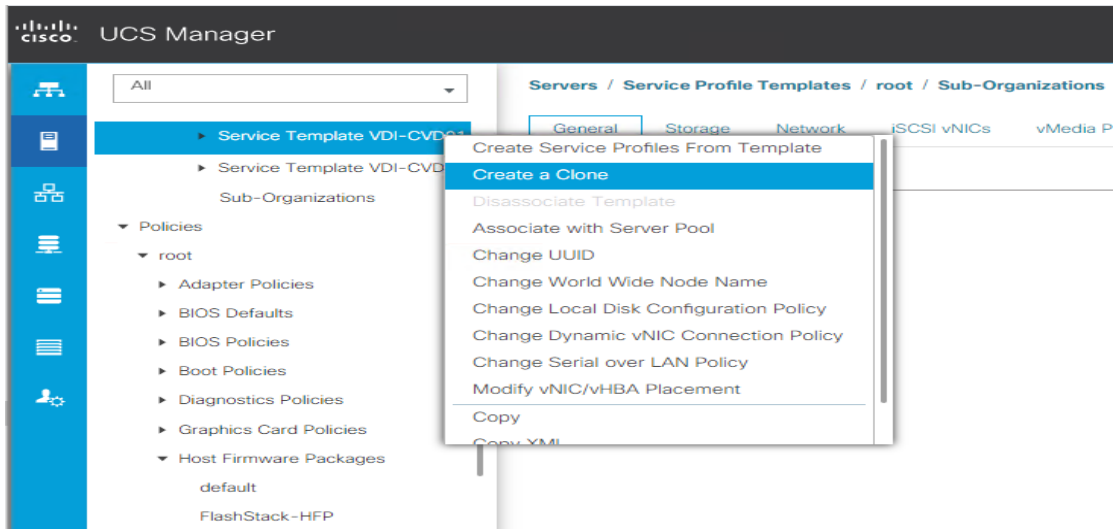 cisco. UCS Manager
All
Service Template VDI-CVD01
Service Template VDI-CVD
Sub-Organizations
Policies
root
Adapter Policies
BIOS Defaults
BIOS Policies
Boot Policies
Diagnostics Policies
Graphics Card Policies
Host Firmware Packages
default
FlashStack-HFP
Servers / Service Profile Templates / root / Sub-Organizations
General Storage Network iSCSI vNICs vMedia P
Create Service Profiles From Template
Create a Clone
Disassociate Template
Associate with Server Pool
Change UUID
Change World Wide Node Name
Change Local Disk Configuration Policy
Change Dynamic vNIC Connection Policy
Change Serial over LAN Policy
Modify vNIC/vHBA Placement
Copy
Copy XML